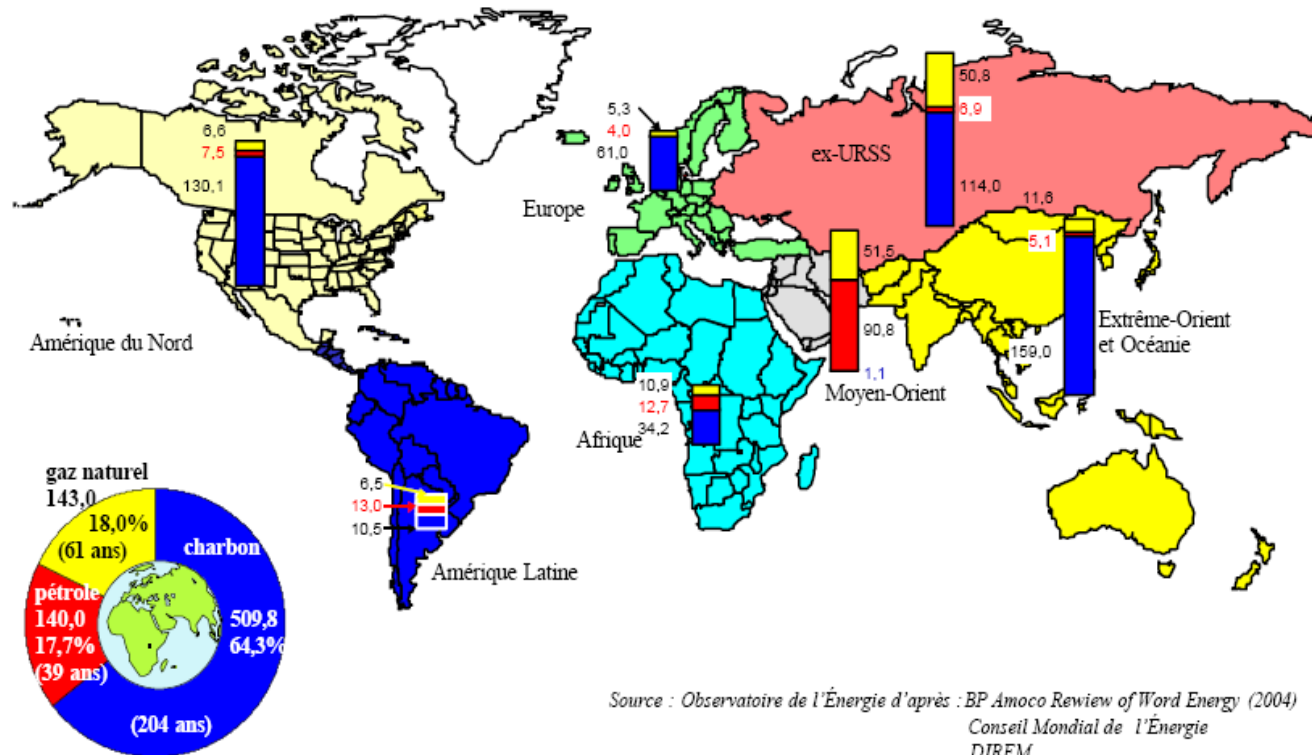 6,6
7,5
130,1
Amérique du Nord
5,3
4,0
61,0
Europe
50,8
6,9
ex-URSS
114,0
11,6
5,1
159,0
Extrême-Orient
et Océanie
51,5
90,8
1,1
Moyen-Orient
10,9
12,7
34,2
Afrique
6,5
13,0
10,5
Amérique Latine
gaz naturel
143,0
18,0%
(61 ans)
charbon
509,8
64,3%
(204 ans)
pétrole
140,0
17,7%
(39 ans)
Source : Observatoire de l'Énergie d'après : BP Amoco Rewiew of Word Energy (2004)
Conseil Mondial de l'Énergie
DIREM